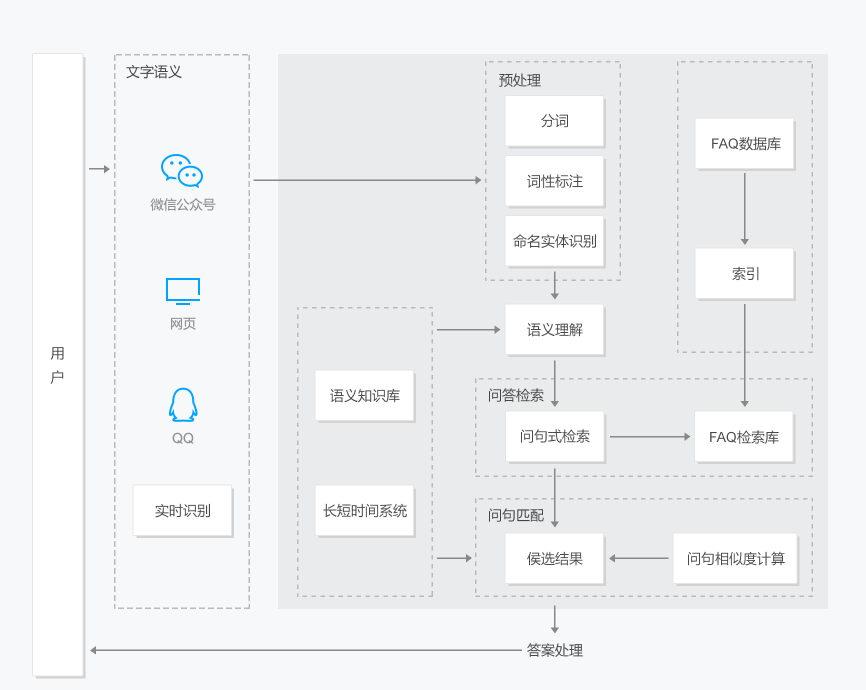 用
户
文字语义
微信公众号
网页
QQ
实时识别
预处理
分词
词性标注
命名实体识别
FAQ数据库
索引
语义理解
语义知识库
长短时间系统
问答检索
问句式检索
FAQ检索库
问句匹配
侯选结果
问句相似度计算
答案处理